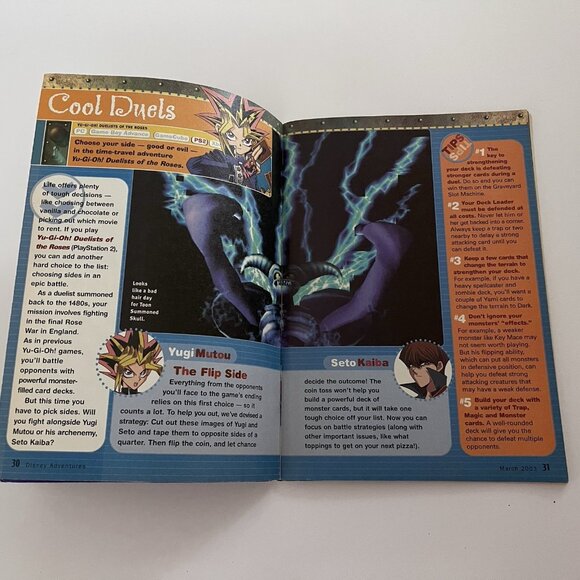 Cool Duels
YU-GI-OH! DUELISTS OF THE ROSES
PC Game Boy Advance GameCube PS2
Choose your side — good or evil —
in the time-travel adventure
Yu-Gi-Oh! Duelists of the Roses.
Life offers plenty
of tough decisions —
like choosing between
vanilla and chocolate or
picking out which movie
to rent. If you play
Yu-Gi-Oh! Duelists of
the Roses (PlayStation 2),
you can add another
hard choice to the list:
choosing sides in an
epic battle.
As a duelist summoned
back to the 1480s, your
mission involves fighting
in the final Rose
War in England.
As in previous
Yu-Gi-Oh! games,
you'll battle
opponents with
powerful monster-
filled card decks.
But this time you
have to pick sides. Will
you fight alongside Yugi
Mutou or his archenemy,
Seto Kaiba?
Looks
like a bad
hair day
for Toon
Summoned
Skull.
Yugi Mutou
The Flip Side
Everything from the opponents
you'll face to the game's ending
relies on this first choice — so it
counts a lot. To help you out, we've devised a
strategy: Cut out these images of Yugi and
Seto and tape them to opposite sides of a
quarter. Then flip the coin, and let chance
Seto Kaiba
decide the outcome! The
coin toss can help you
build a powerful deck of
monster cards, but it will take one
tough choice off your list. Now you can
focus on battle strategies (along with
other important issues, like what
toppings to get on your next pizza!).
TIPS
#1 The
key to
strengthening
your deck is defeating
stronger cards during a
duel. Do so and you can
win them on the Graveyard
Slot Machine.
#2 Your Deck Leader
must be defended at
all costs. Never let him or
her get backed into a corner.
Always keep a trap or two
nearby to delay a strong
attacking card until you
can defeat it.
#3 Keep a few cards that
change the terrain to
strengthen your deck.
For example, if you have a
heavy spellcaster and
zombie deck, you'll want a
couple of Yami cards to
change the terrain to Dark.
#4 Don't ignore your
monsters' "effects."
For example, a weaker
monster like Key Mace may
not seem worth playing.
But his flipping ability,
which can put all monsters
in defensive position, can
help you defeat strong
attacking creatures that
may have a weak defense.
#5 Build your deck with
a variety of Trap,
Magic and Monster
cards. A well-rounded
deck will give you the
chance to defeat multiple
opponents.
30 Disney Adventures
March 2003 31